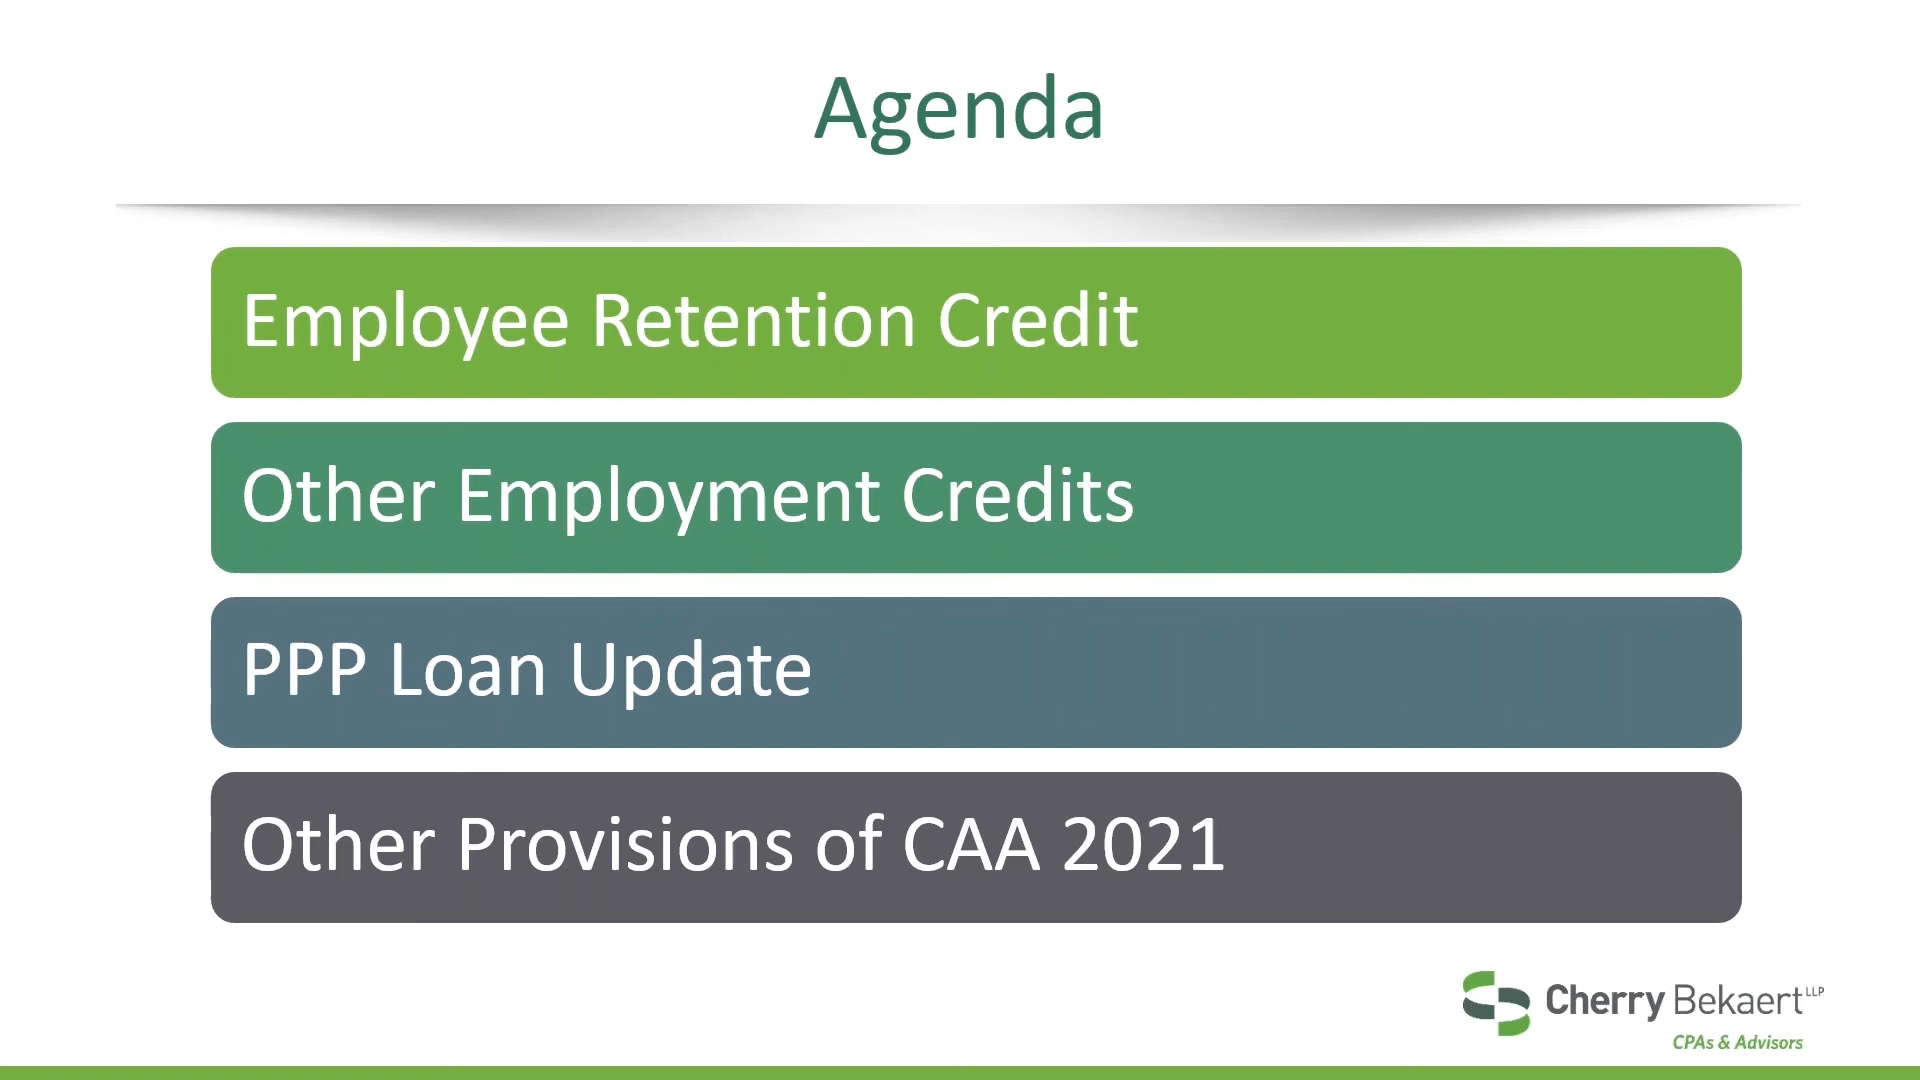 Agenda
Employee Retention Credit
Other Employment Credits
PPP Loan Update
Other Provisions of CAA 2021
Cherry Bekaert LLP
CPAs & Advisors